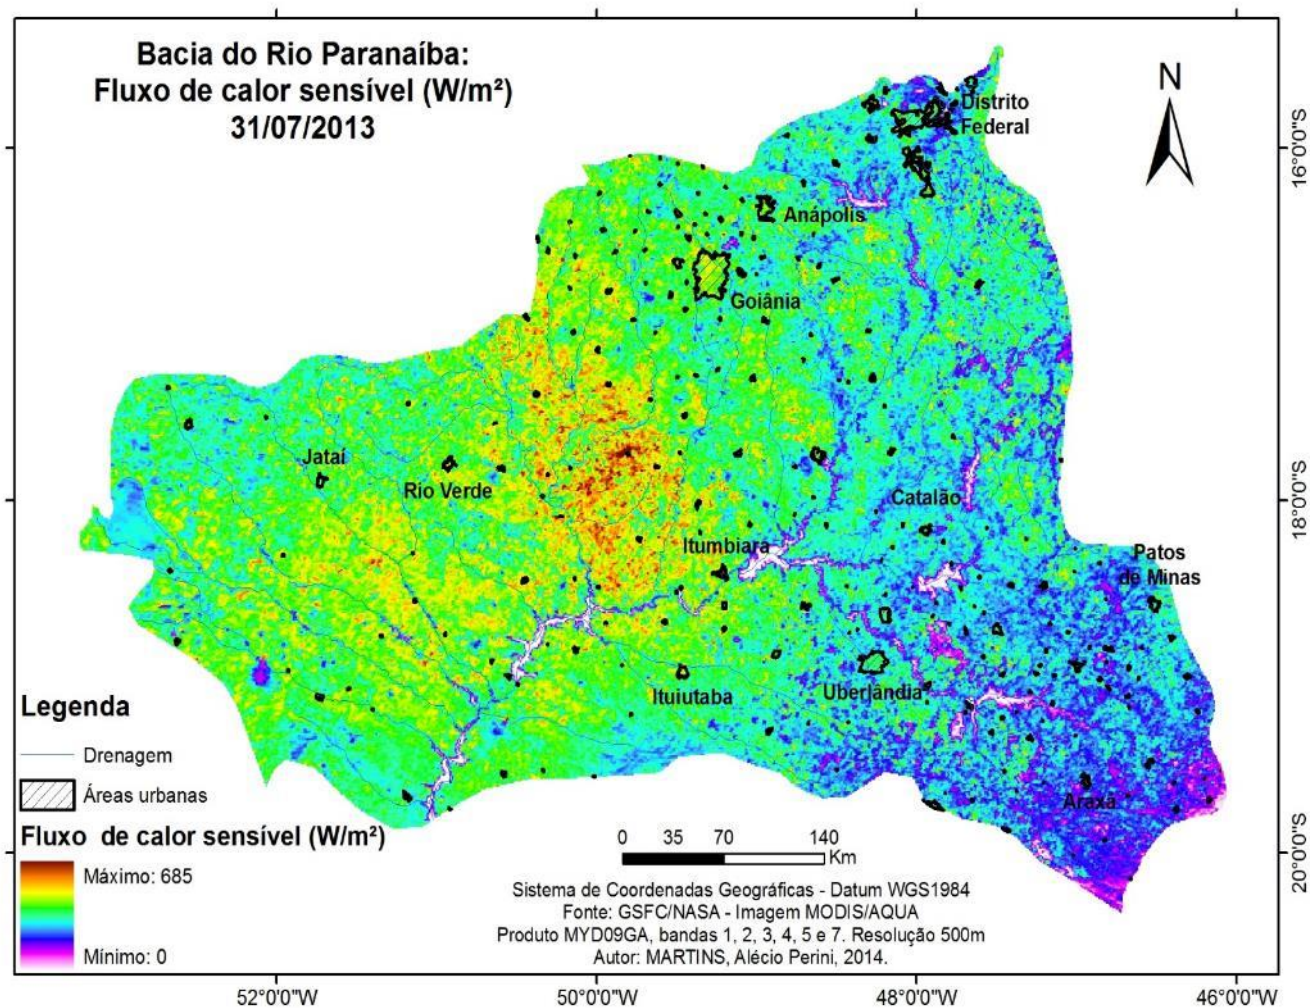 Bacia do Rio Paranaíba:
Fluxo de calor sensível (W/m²)
31/07/2013
N
Distrito
Federal
16°0'0"S
Anápolis
Goiânia
Jataí
Rio Verde
Catalão
18°0'0"S
Itumbiara
Patos
de Minas
Ituiutaba
Uberlândia
Araxá
Legenda
Drenagem
Áreas urbanas
Fluxo de calor sensível (W/m²)
Máximo: 685
Mínimo: 0
0 35 70 140
Km
20°0'0"S
Sistema de Coordenadas Geográficas - Datum WGS1984
Fonte: GSFC/NASA - Imagem MODIS/AQUA
Produto MYD09GA, bandas 1, 2, 3, 4, 5 e 7. Resolução 500m
Autor: MARTINS, Alécio Perini, 2014.
52°0'0"W 50°0'0"W 48°0'0"W 46°0'0"W